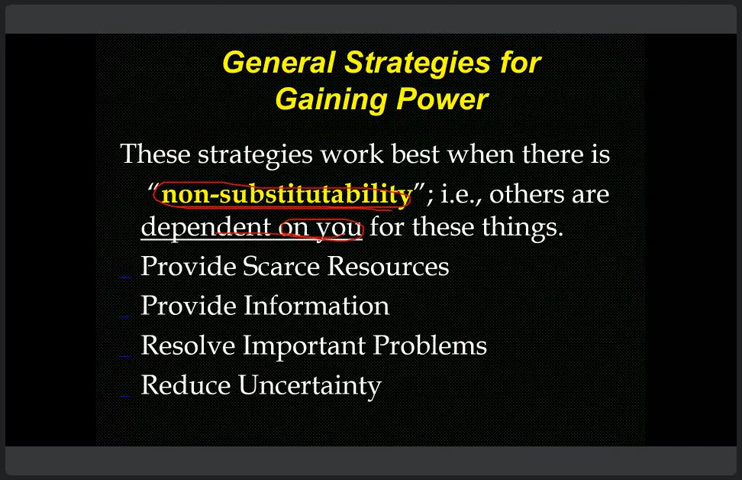 General Strategies for
Gaining Power
These strategies work best when there is
“non-substitutability”; i.e., others are
dependent on you for these things.
Provide Scarce Resources
Provide Information
Resolve Important Problems
Reduce Uncertainty